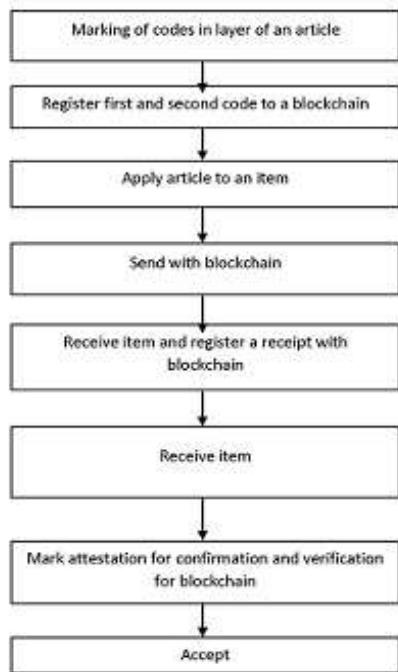 Marking of codes in layer of an article
Register first and second code to a blockchain
Apply article to an item
Send with blockchain
Receive item and register a receipt with
blockchain
Receive item
Mark attestation for confirmation and verification
for blockchain
Accept